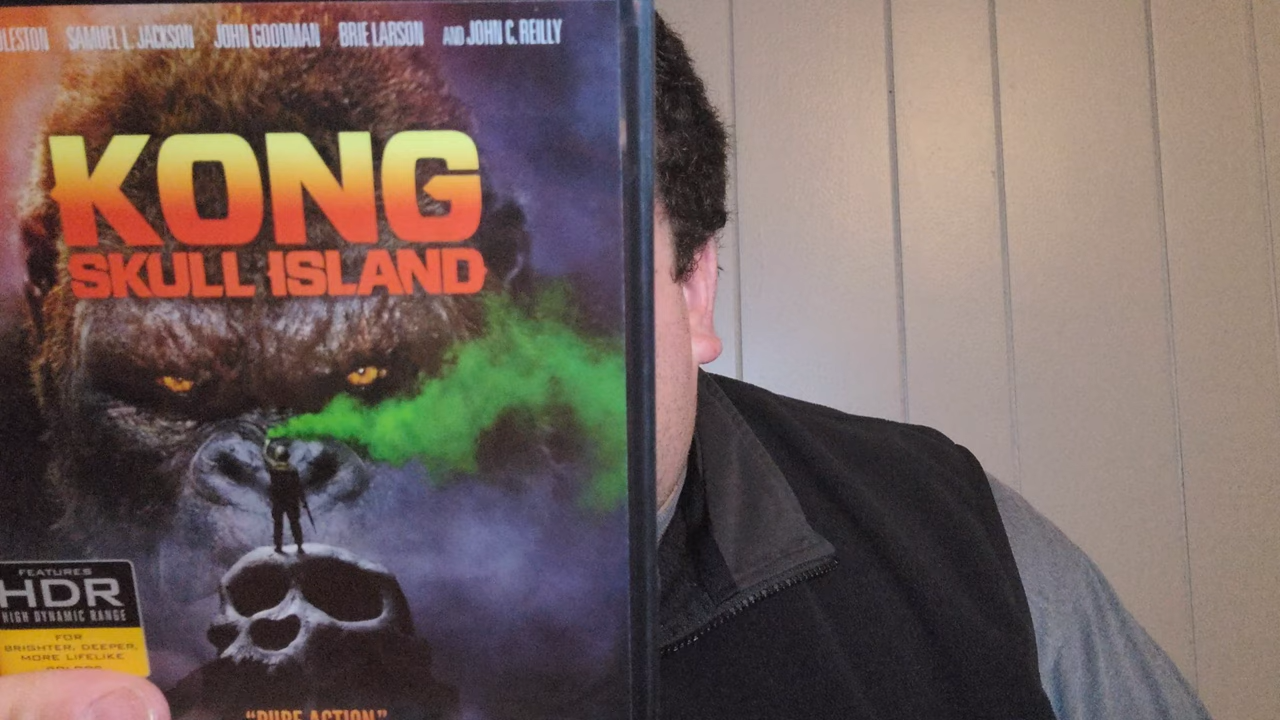 SAMUEL L. JACKSON JOHN GOODMAN BRIE LARSON AND JOHN C. REILLY
KONG
SKULL ISLAND
FEATURES
HDR
HIGH DYNAMIC RANGE
FOR
BRIGHTER, DEEPER,
MORE LIFELIKE
"PURE ACTION."